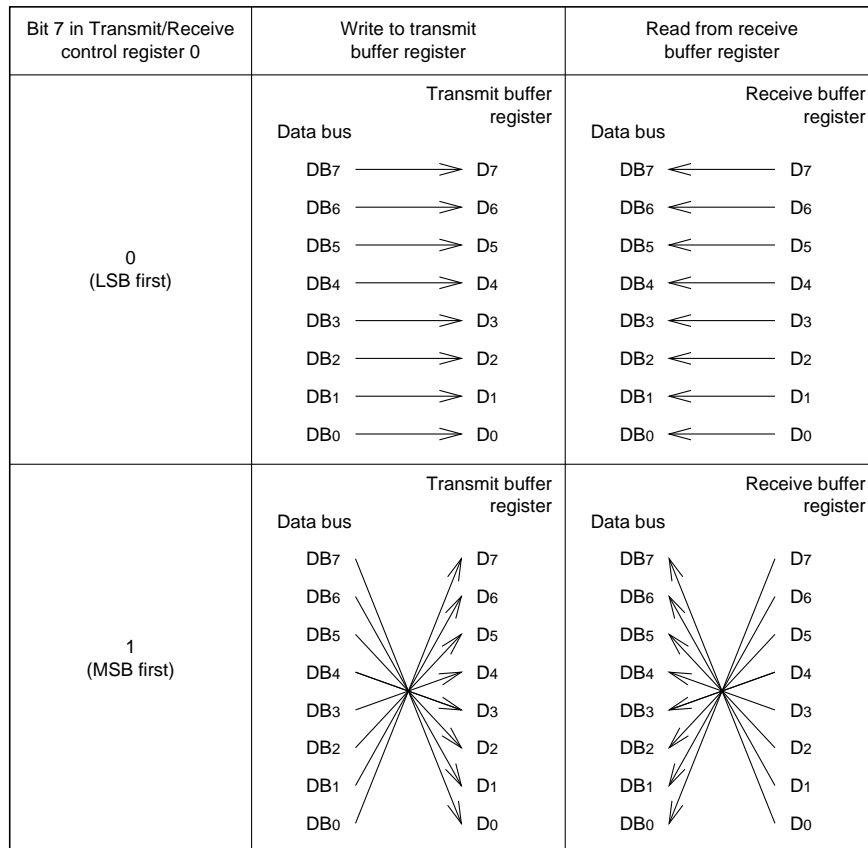 Bit 7 in Transmit/Receive
control register 0
Write to transmit
buffer register
Read from receive
buffer register
0
(LSB first)
Transmit buffer
register
Data bus
DB7 D7
DB6 D6
DB5 D5
DB4 D4
DB3 D3
DB2 D2
DB1 D1
DB0 D0
Receive buffer
register
Data bus
DB7 D7
DB6 D6
DB5 D5
DB4 D4
DB3 D3
DB2 D2
DB1 D1
DB0 D0
1
(MSB first)
Transmit buffer
register
Data bus
DB7 D7
DB6 D6
DB5 D5
DB4 D4
DB3 D3
DB2 D2
DB1 D1
DB0 D0
Receive buffer
register
Data bus
DB7 D7
DB6 D6
DB5 D5
DB4 D4
DB3 D3
DB2 D2
DB1 D1
DB0 D0